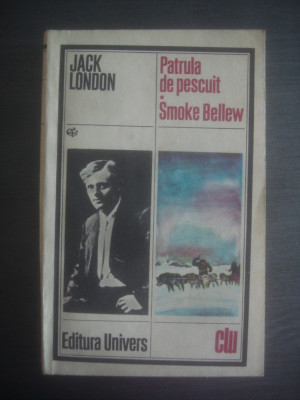 JACK
LONDON
Patrula
de pescuit
Smoke Bellew
Editura Univers
clu